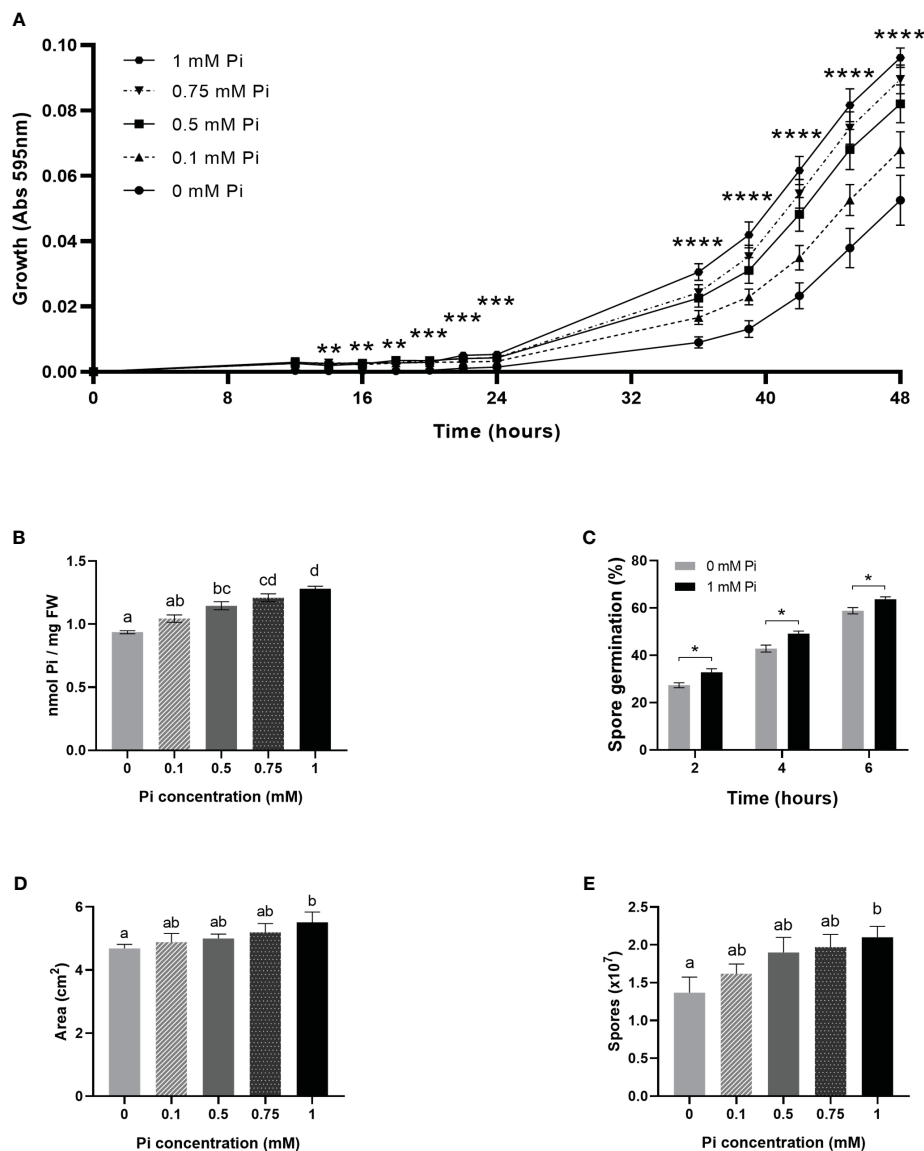 A
0.10
0.08
0.06
0.04
0.02
0.00
Growth (Abs 595nm)
1 mM Pi
0.75 mM Pi
0.5 mM Pi
0.1 mM Pi
0 mM Pi
** ** ** *** *** *** **** **** **** **** ****
0 8 16 24 32 40 48
Time (hours)
B
1.5
1.0
0.5
0.0
nmol Pi / mg FW
a ab bc cd d
0 0.1 0.5 0.75 1
Pi concentration (mM)
C
80
60
40
20
0
Spore germination (%)
0 mM Pi
1 mM Pi
* * *
2 4 6
Time (hours)
D
6
4
2
0
Area (cm²)
a ab ab ab b
0 0.1 0.5 0.75 1
Pi concentration (mM)
E
2.5
2.0
1.5
1.0
0.5
0.0
Spores (x10⁷)
a ab ab ab b
0 0.1 0.5 0.75 1
Pi concentration (mM)